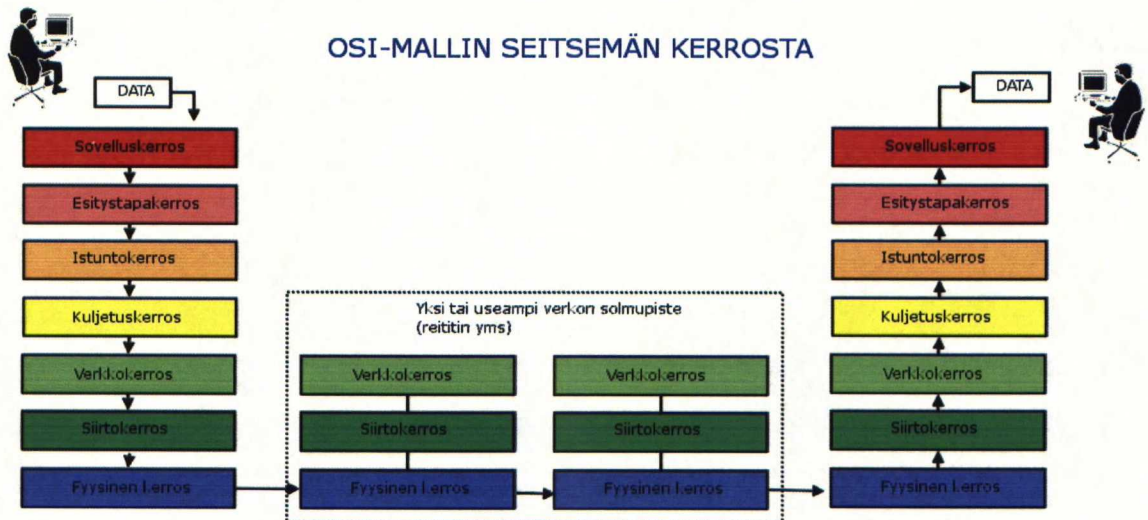 OSI-MALLIN SEITSEMÄN KERROSTA
DATA
Sovelluskerros
Esitystapakerros
Istuntokerros
Kuljetuskerros
Verkkokerros
Siirtokerros
Fyysinen kerros
Yksi tai useampi verkon solmupiste
(reititin yms)
Verkkokerros
Siirtokerros
Fyysinen kerros
Verkkokerros
Siirtokerros
Fyysinen kerros
DATA
Sovelluskerros
Esitystapakerros
Istuntokerros
Kuljetuskerros
Verkkokerros
Siirtokerros
Fyysinen kerros